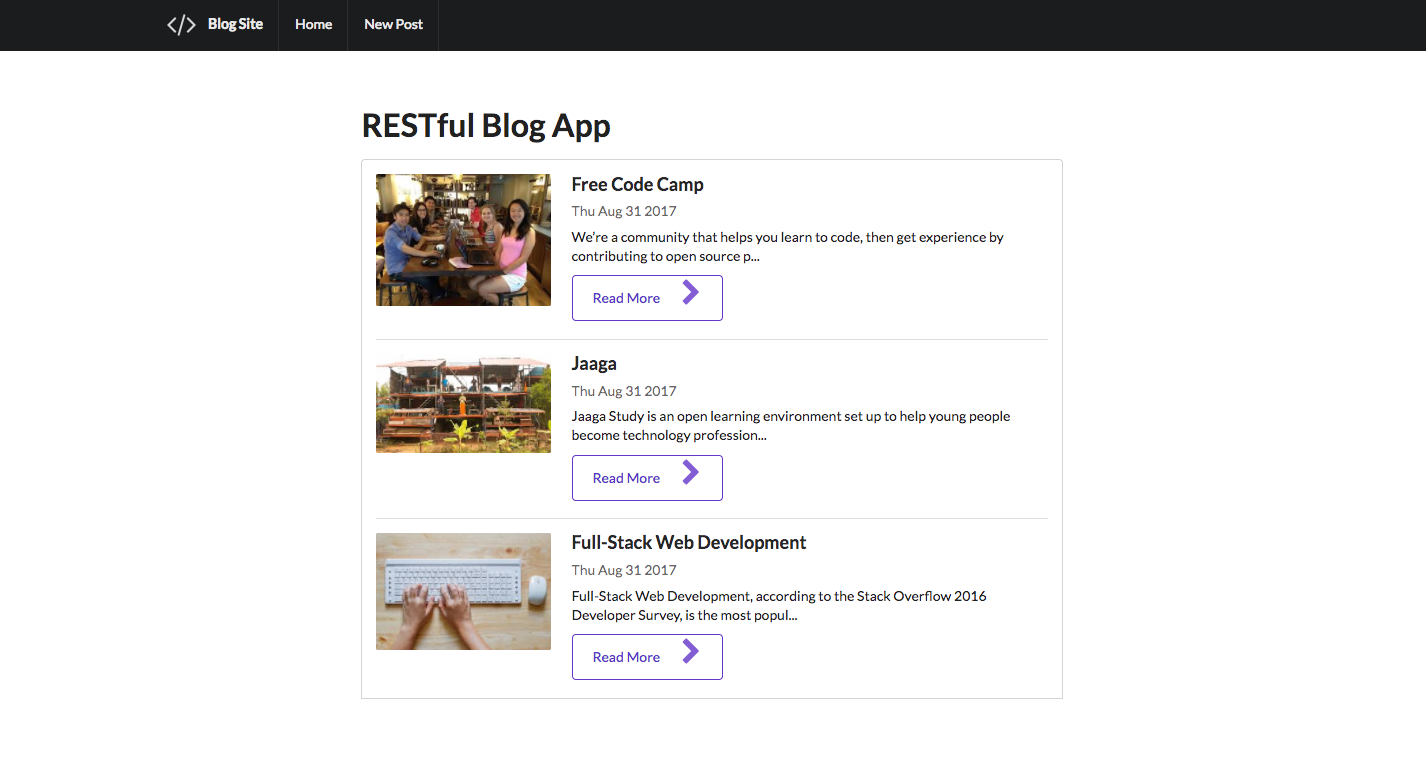 </> Blog Site Home New Post
RESTful Blog App
Free Code Camp
Thu Aug 31 2017
We’re a community that helps you learn to code, then get experience by
contributing to open source p...
Read More
Jaaga
Thu Aug 31 2017
Jaaga Study is an open learning environment set up to help young people
become technology profession...
Read More
Full-Stack Web Development
Thu Aug 31 2017
Full-Stack Web Development, according to the Stack Overflow 2016
Developer Survey, is the most popul...
Read More